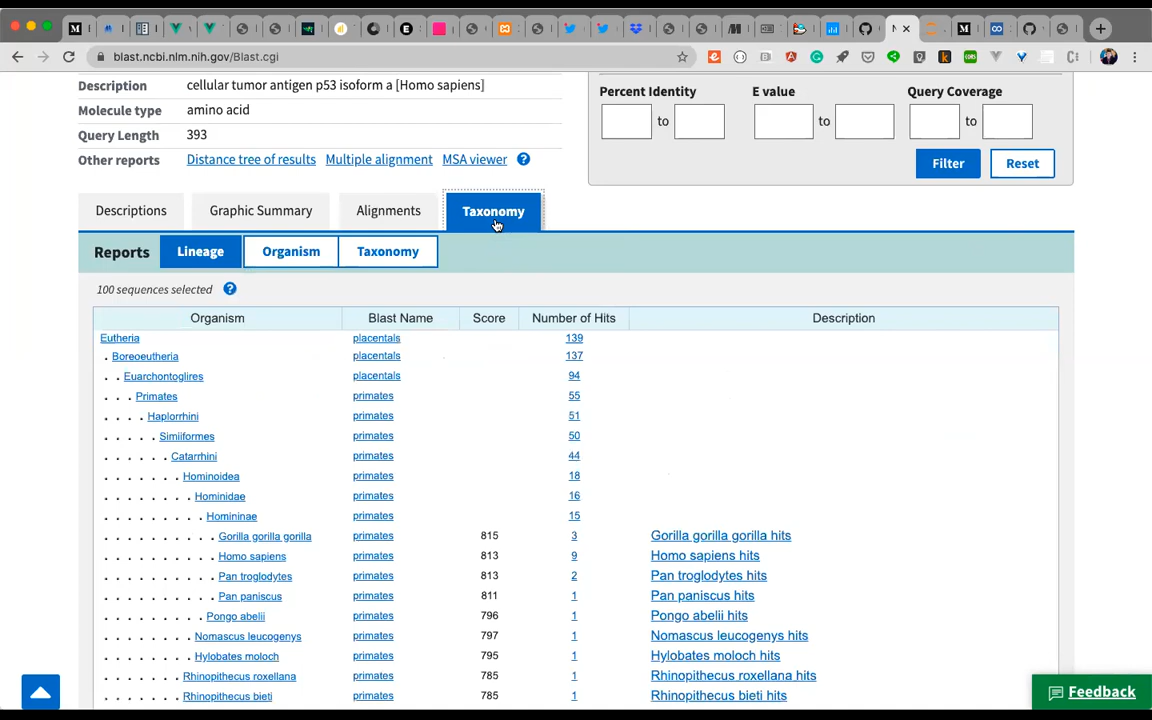 blast.ncbi.nlm.nih.gov/Blast.cgi
Description cellular tumor antigen p53 isoform a [Homo sapiens]
Molecule type amino acid
Query Length 393
Other reports Distance tree of results Multiple alignment MSA viewer ?
Percent Identity E value Query Coverage
to to to
Filter Reset
Descriptions Graphic Summary Alignments Taxonomy
Reports Lineage Organism Taxonomy
100 sequences selected ?
Organism Blast Name Score Number of Hits Description
Eutheria placentals 139
. Boreoeutheria placentals 137
. . Euarchontoglires placentals 94
. . . Primates primates 55
. . . . Haplorrhini primates 51
. . . . . Simiiformes primates 50
. . . . . . Catarrhini primates 44
. . . . . . . Hominoidea primates 18
. . . . . . . . Hominidae primates 16
. . . . . . . . . Homininae primates 15
. . . . . . . . . . Gorilla gorilla gorilla primates 815 3 Gorilla gorilla gorilla hits
. . . . . . . . . . Homo sapiens primates 813 9 Homo sapiens hits
. . . . . . . . . . Pan troglodytes primates 813 2 Pan troglodytes hits
. . . . . . . . . . Pan paniscus primates 811 1 Pan paniscus hits
. . . . . . . . . Pongo abelii primates 796 1 Pongo abelii hits
. . . . . . . . Nomascus leucogenys primates 797 1 Nomascus leucogenys hits
. . . . . . . . Hylobates moloch primates 795 1 Hylobates moloch hits
. . . . . . . Rhinopithecus roxellana primates 785 1 Rhinopithecus roxellana hits
. . . . . . . Rhinopithecus bieti primates 785 1 Rhinopithecus bieti hits
Feedback